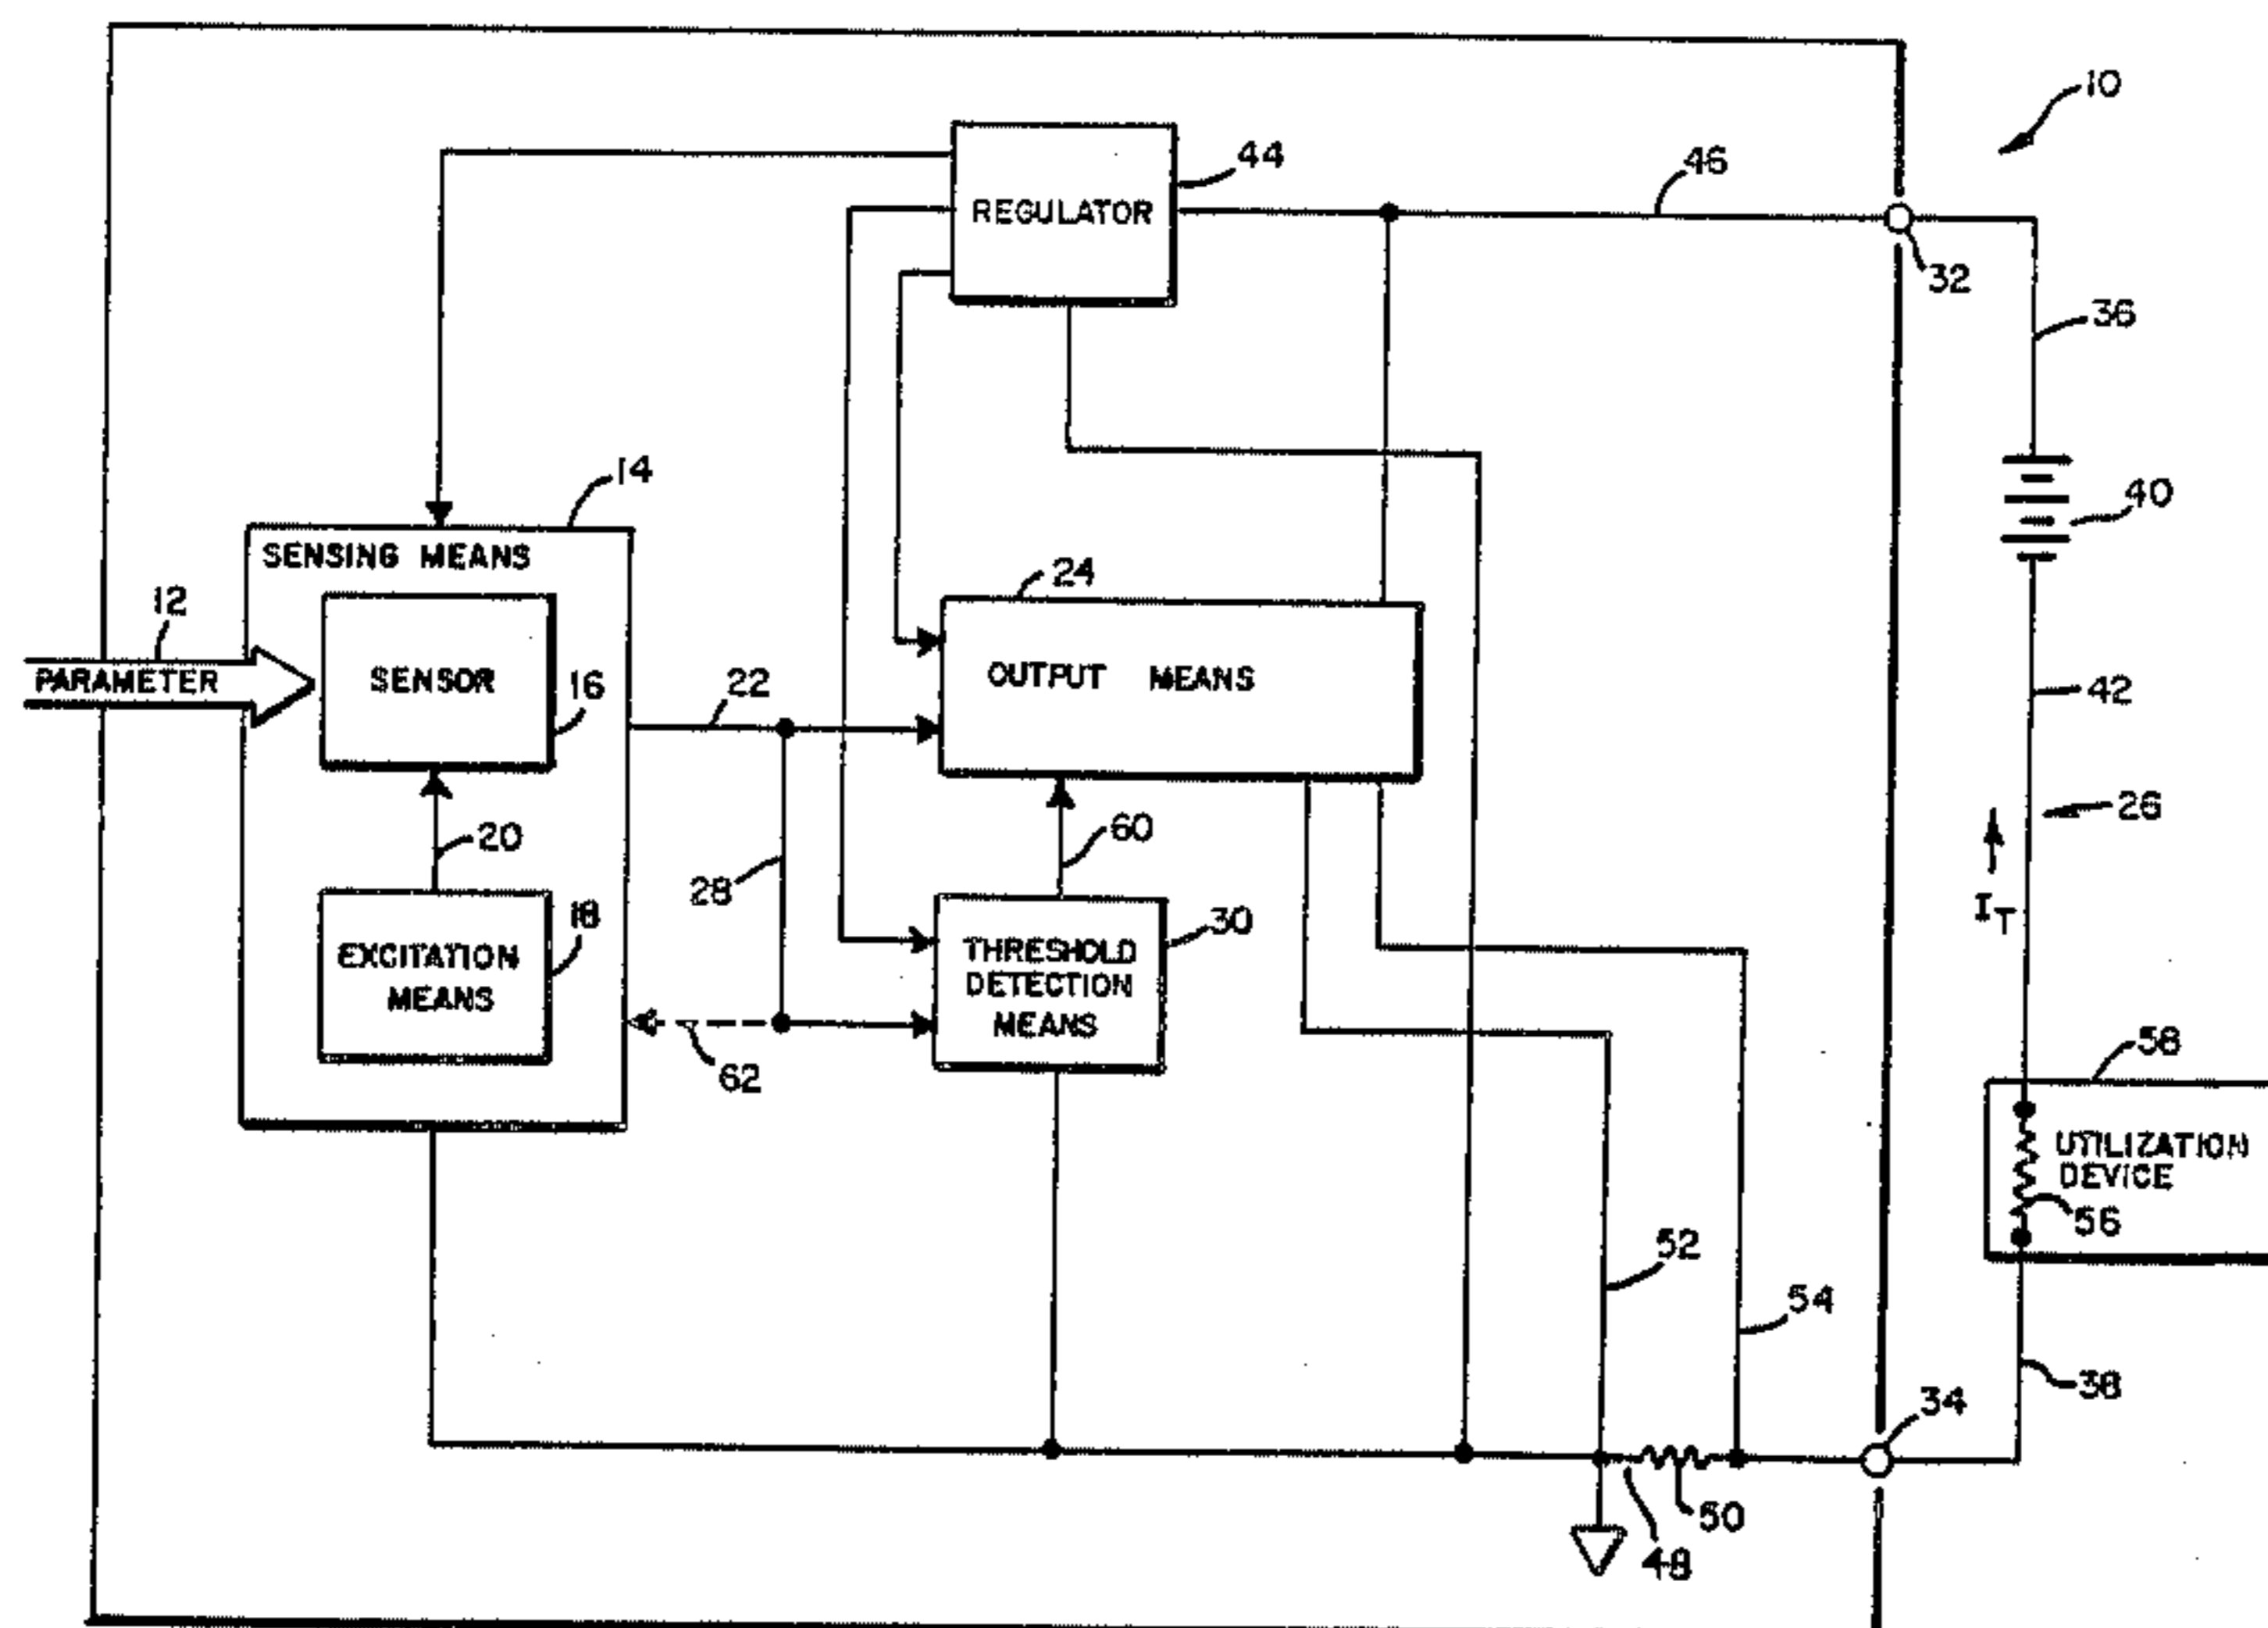 10
44
46
REGULATOR
32
36
14
40
SENSING MEANS
24
12
PARAMETER
SENSOR
16
22
OUTPUT MEANS
42
26
20
60
28
18
30
I_T
EXCITATION
MEANS
THRESHOLD
DETECTION
MEANS
62
58
UTILIZATION
DEVICE
56
52
54
38
34
50
48